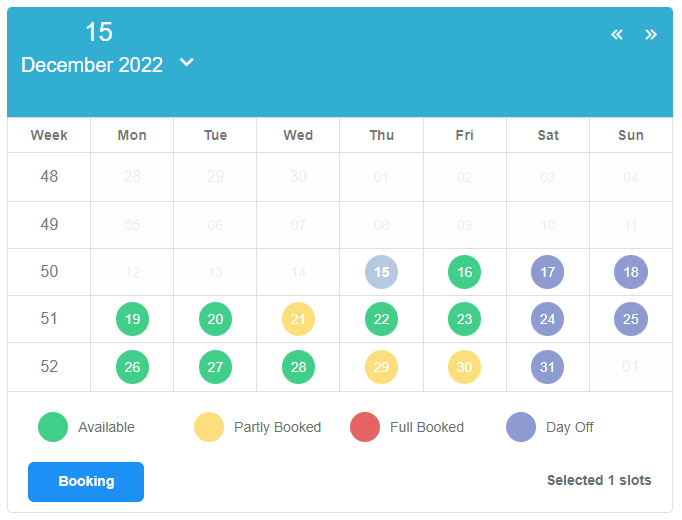 15
December 2022
« »
Week Mon Tue Wed Thu Fri Sat Sun
48 28 29 30 01 02 03 04
49 05 06 07 08 09 10 11
50 12 13 14 15 16 17 18
51 19 20 21 22 23 24 25
52 26 27 28 29 30 31 01
Available Partly Booked Full Booked Day Off
Booking Selected 1 slots